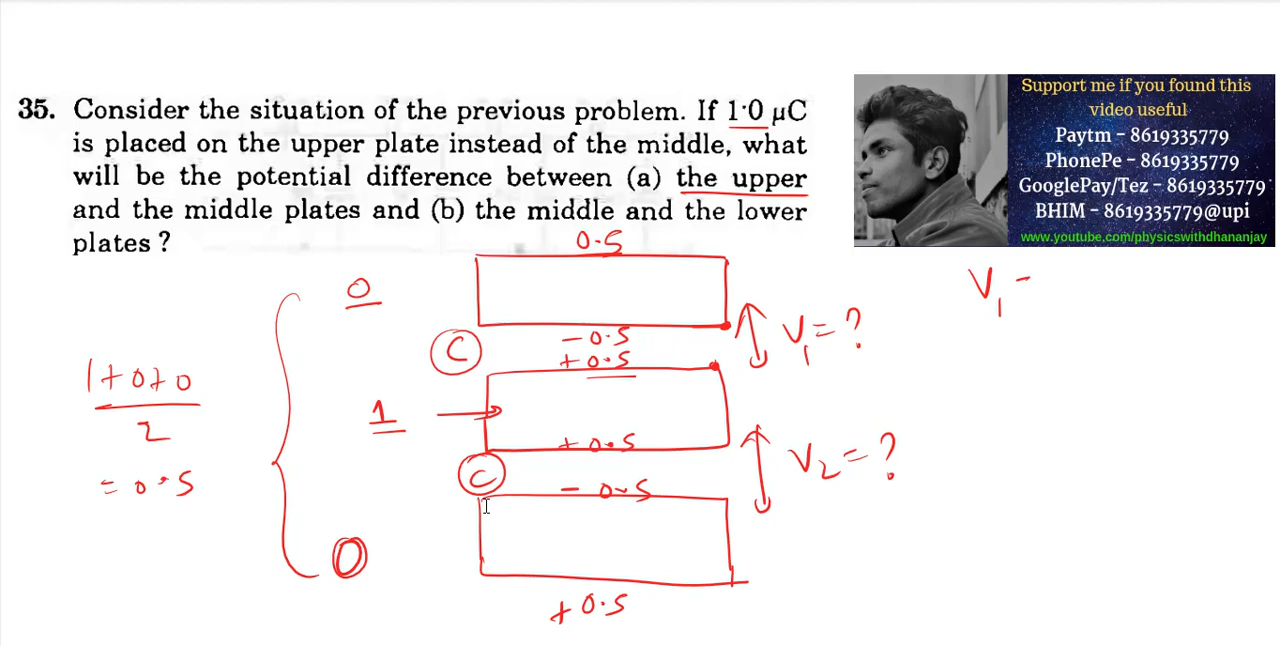 35. Consider the situation of the previous problem. If 1·0 μC
is placed on the upper plate instead of the middle, what
will be the potential difference between (a) the upper
and the middle plates and (b) the middle and the lower
plates ?
Support me if you found this
video useful
Paytm - 8619335779
PhonePe - 8619335779
GooglePay/Tez - 8619335779
BHIM - 8619335779@upi
www.youtube.com/physicswithdhananjay
0.5
0
V₁ -
- 0.5
V₁ = ?
C
+ 0.5
1+0+0
2
= 0.5
1
+ 0.5
V₂ = ?
C
- 0.5
0
+ 0.5